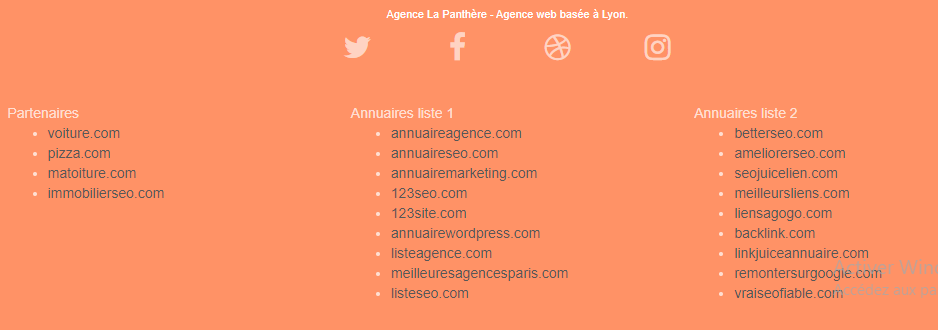 Agence La Panthère - Agence web basée à Lyon.
Partenaires
voiture.com
pizza.com
matoiture.com
immobilierseo.com
Annuaires liste 1
annuaireagence.com
annuaireseo.com
annuairemarketing.com
123seo.com
123site.com
annuairewordpress.com
listeagence.com
meilleuresagencesparis.com
listeseo.com
Annuaires liste 2
betterseo.com
ameliorerseo.com
seojuicelien.com
meilleursliens.com
liensagogo.com
backlink.com
linkjuiceannuaire.com
remontersurgoogle.com
vraiseofiable.com